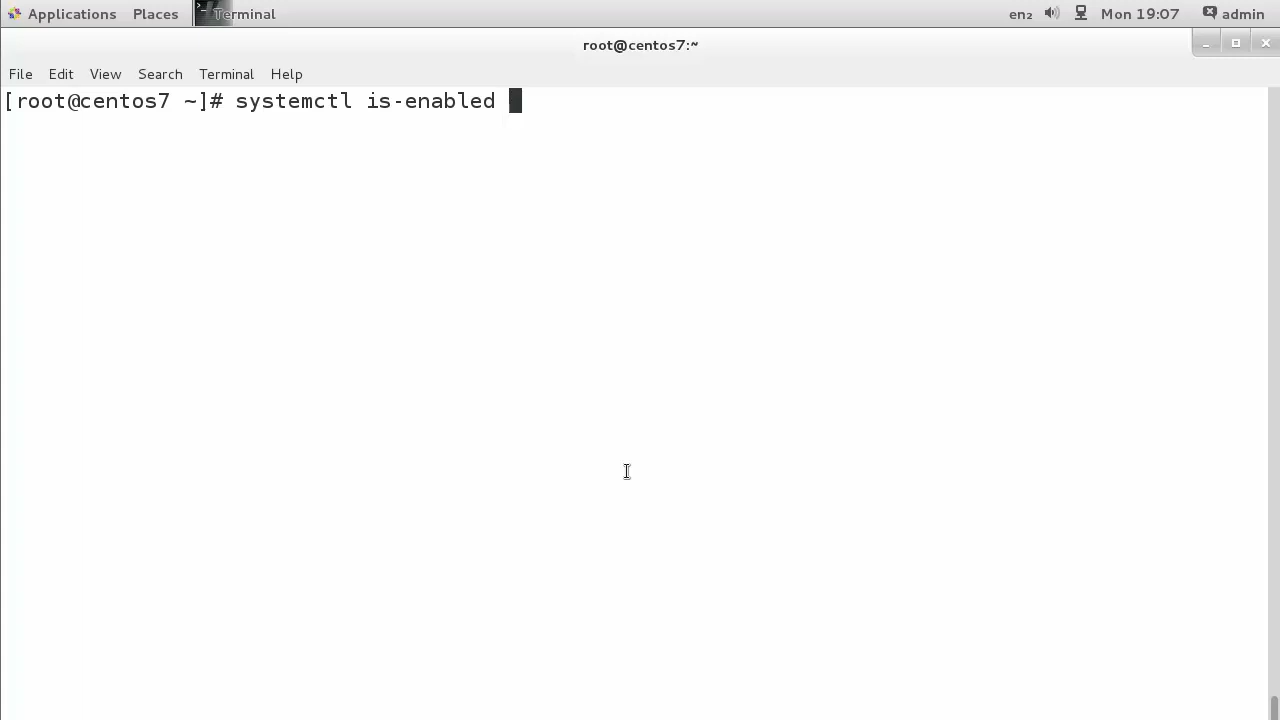 Applications Places Terminal en₂ Mon 19:07 admin
root@centos7:~
File Edit View Search Terminal Help
[root@centos7 ~]# systemctl is-enabled